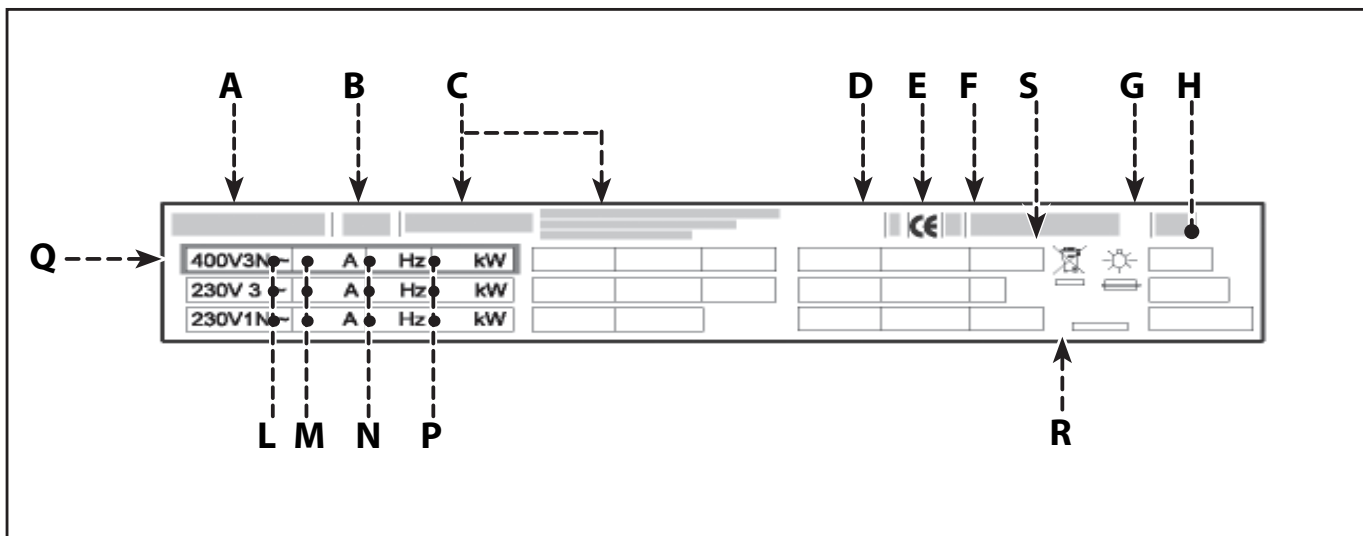 A B C D E F S G H
CE
Q
400V3N~ A Hz kW
230V 3 ~ A Hz kW
230V1N~ A Hz kW
L M N P
R